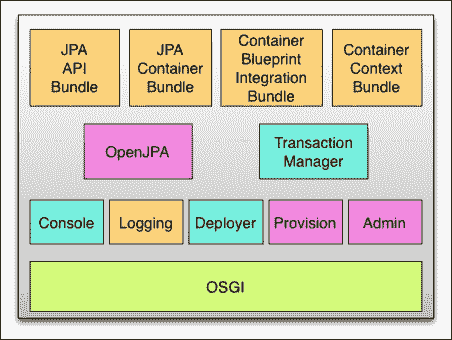 JPA
API
Bundle
JPA
Container
Bundle
Container
Blueprint
Integration
Bundle
Container
Context
Bundle
OpenJPA
Transaction
Manager
Console
Logging
Deployer
Provision
Admin
OSGI